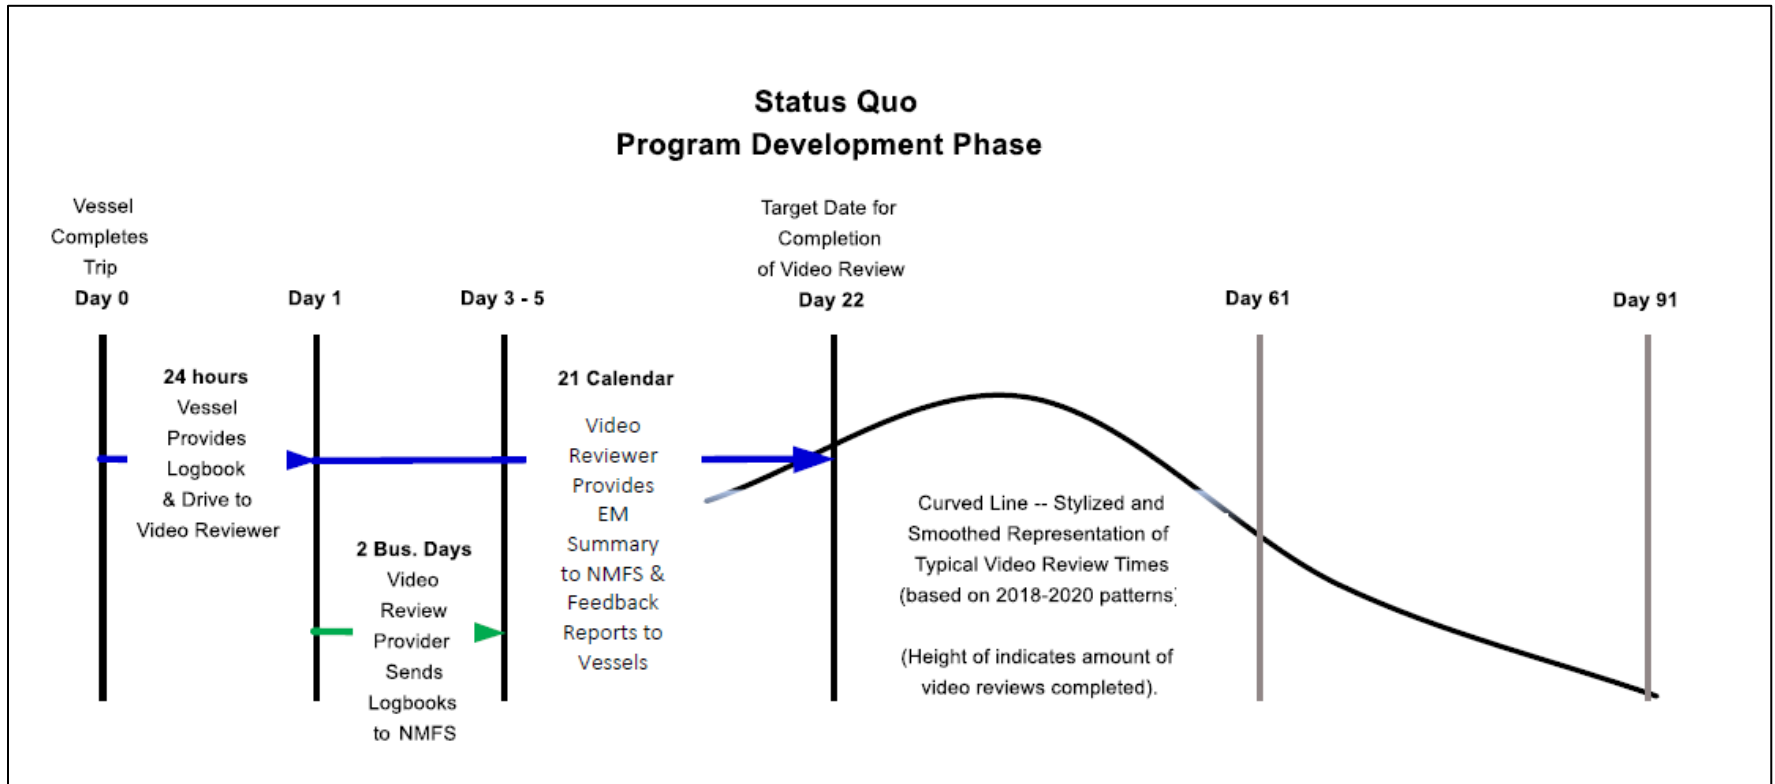 Status Quo
Program Development Phase
Vessel
Completes
Trip
Day 0
Day 1
Day 3 - 5
Target Date for
Completion
of Video Review
Day 22
Day 61
Day 91
24 hours
Vessel
Provides
Logbook
& Drive to
Video Reviewer
2 Bus. Days
Video
Review
Provider
Sends
Logbooks
to NMFS
21 Calendar
Video
Reviewer
Provides
EM
Summary
to NMFS &
Feedback
Reports to
Vessels
Curved Line -- Stylized and
Smoothed Representation of
Typical Video Review Times
(based on 2018-2020 patterns)
(Height of indicates amount of
video reviews completed).